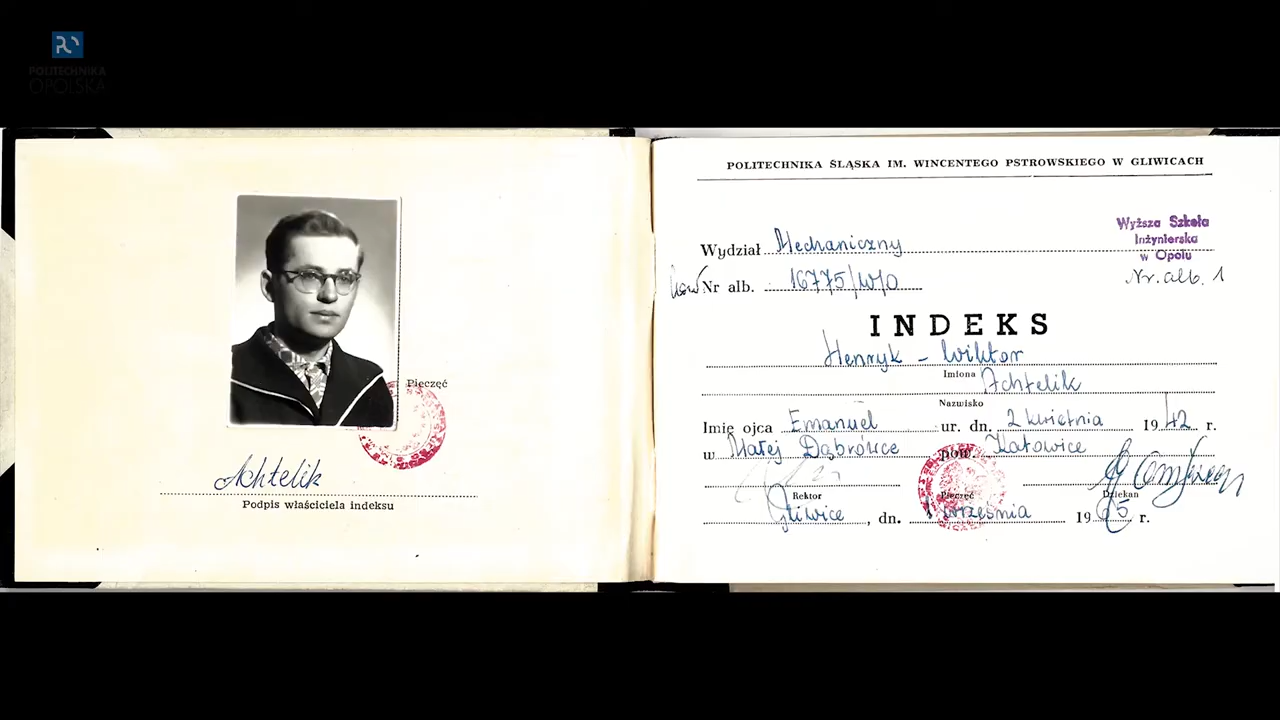 POLITECHNIKA
OPOLSKA
Pieczęć
Achtelik
Podpis właściciela indeksu
POLITECHNIKA ŚLĄSKA IM. WINCENTEGO PSTROWSKIEGO W GLIWICACH
Wyższa Szkoła
Inżynierska
w Opolu
Nr. alb. 1
Wydział Mechaniczny
Nr alb. 16775/W/O
INDEKS
Henryk - Wiktor
Imiona
Achtelik
Nazwisko
Imię ojca Emanuel ur. dn. 2 kwietnia 1942 r.
w Małej Dąbrówce pow. Katowice
Rektor Pieczęć Dziekan
Gliwice, dn. 1 września 1965 r.